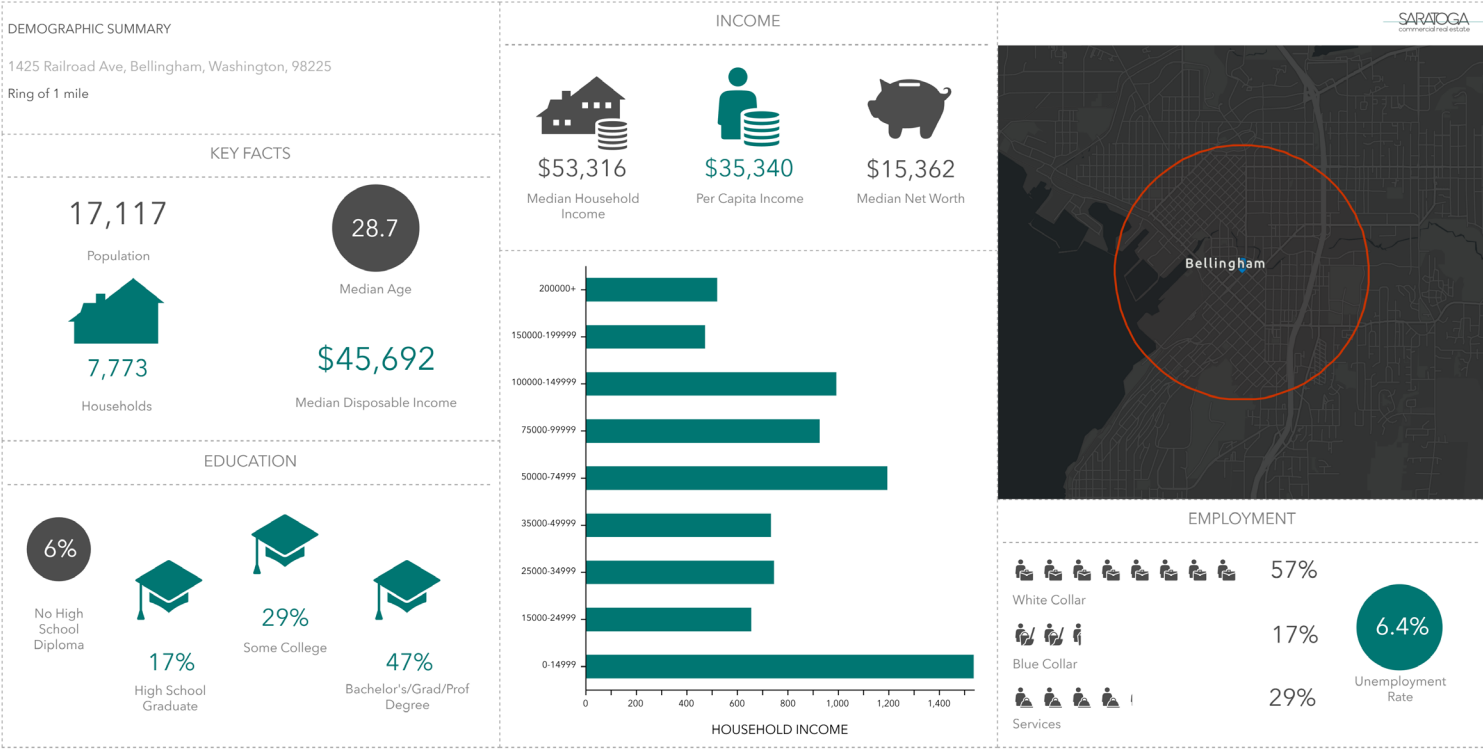 DEMOGRAPHIC SUMMARY
1425 Railroad Ave, Bellingham, Washington, 98225
Ring of 1 mile
KEY FACTS
17,117
Population
28.7
Median Age
7,773
Households
$45,692
Median Disposable Income
EDUCATION
6%
No High
School
Diploma
17%
High School
Graduate
29%
Some College
47%
Bachelor's/Grad/Prof
Degree
INCOME
$53,316
Median Household
Income
$35,340
Per Capita Income
$15,362
Median Net Worth
200000+
150000-199999
100000-149999
75000-99999
50000-74999
35000-49999
25000-34999
15000-24999
0-14999
0 200 400 600 800 1,000 1,200 1,400
HOUSEHOLD INCOME
SARATOGA
commercial real estate
Bellingham
EMPLOYMENT
57%
White Collar
17%
Blue Collar
29%
Services
6.4%
Unemployment
Rate